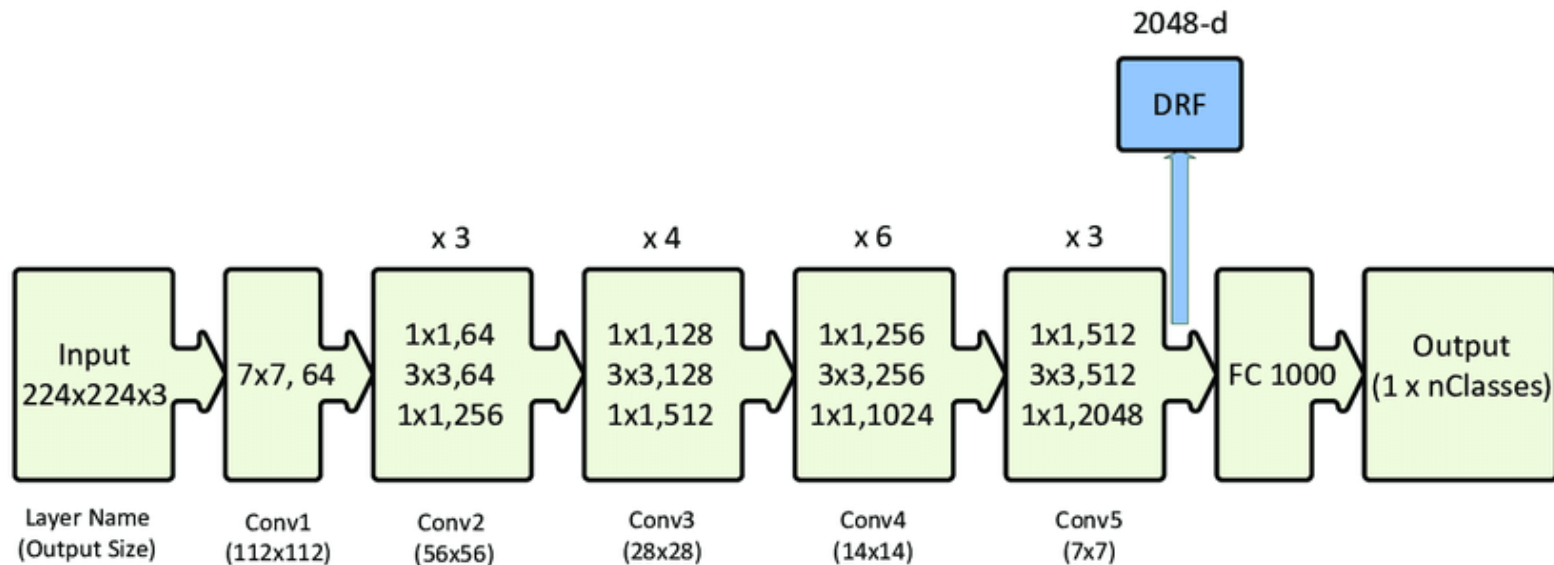 2048-d
DRF
x 3
x 4
x 6
x 3
Input
224x224x3
7x7, 64
1x1,64
3x3,64
1x1,256
1x1,128
3x3,128
1x1,512
1x1,256
3x3,256
1x1,1024
1x1,512
3x3,512
1x1,2048
FC 1000
Output
(1 x nClasses)
Layer Name
(Output Size)
Conv1
(112x112)
Conv2
(56x56)
Conv3
(28x28)
Conv4
(14x14)
Conv5
(7x7)